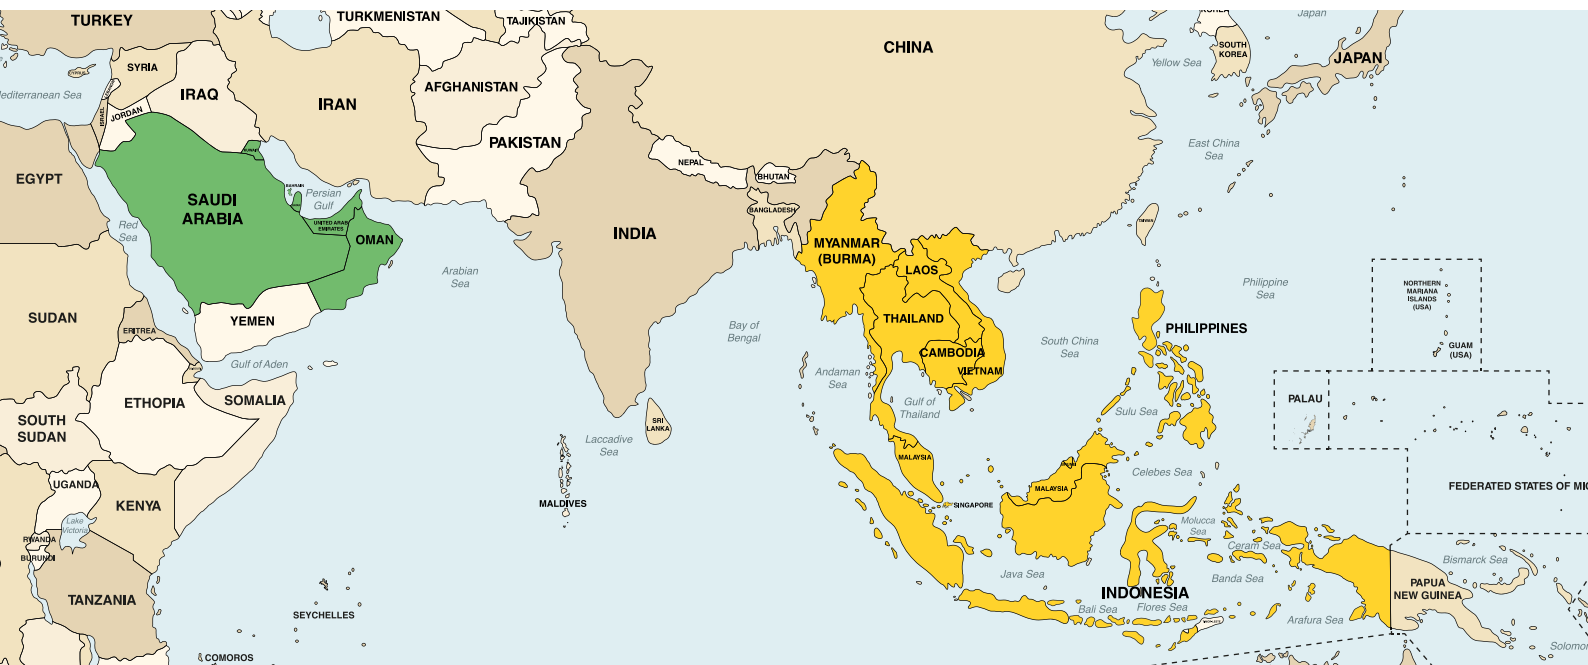 TURKEY
TURKMENISTAN
TAJIKISTAN
CHINA
SOUTH
KOREA
JAPAN
Japan
Yellow Sea
SYRIA
IRAQ
IRAN
AFGHANISTAN
PAKISTAN
Mediterranean Sea
JORDAN
ISRAEL
EGYPT
KUWAIT
SAUDI
ARABIA
BAHRAIN
Persian
Gulf
UNITED ARAB
EMIRATES
OMAN
Red
Sea
NEPAL
BHUTAN
BANGLADESH
INDIA
East China
Sea
TAIWAN
MYANMAR
(BURMA)
LAOS
THAILAND
CAMBODIA
VIETNAM
Arabian
Sea
Bay of
Bengal
Andaman
Sea
Gulf of
Thailand
South China
Sea
Philippine
Sea
PHILIPPINES
NORTHERN
MARIANA
ISLANDS
(USA)
GUAM
(USA)
PALAU
FEDERATED STATES OF MIC
SUDAN
ERITREA
YEMEN
Gulf of Aden
ETHOPIA
SOMALIA
SOUTH
SUDAN
UGANDA
KENYA
Lake
Victoria
RWANDA
BURUNDI
TANZANIA
SEYCHELLES
COMOROS
SRI
LANKA
Laccadive
Sea
MALDIVES
MALAYSIA
SINGAPORE
MALAYSIA
Sulu Sea
Celebes Sea
Molucca
Sea
Ceram Sea
Banda Sea
Java Sea
INDONESIA
Bali Sea
Flores Sea
Arafura Sea
PAPUA
NEW GUINEA
Bismarck Sea
Solomo